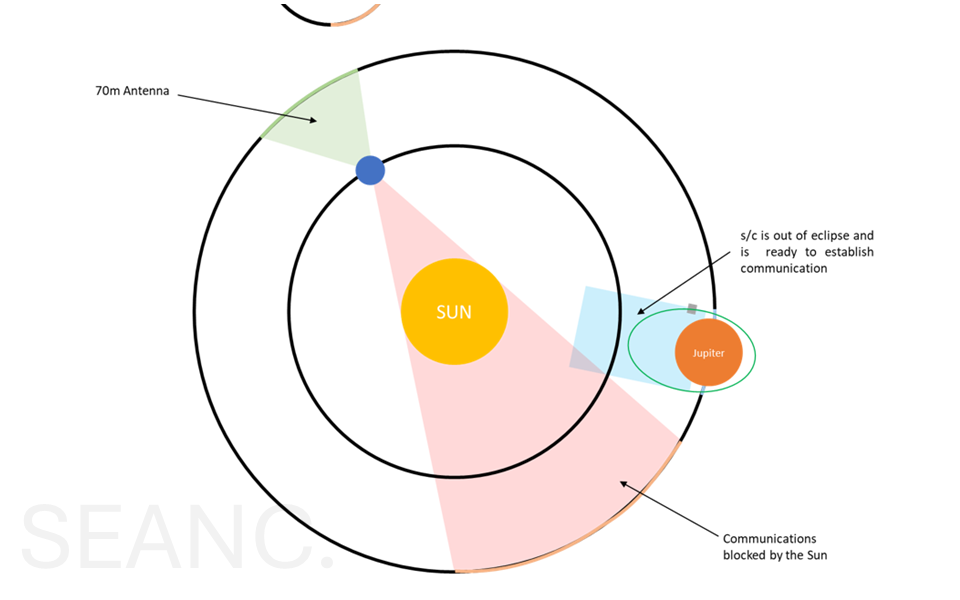 70m Antenna
s/c is out of eclipse and
is ready to establish
communication
SUN
Jupiter
Communications
blocked by the Sun
SEANC.